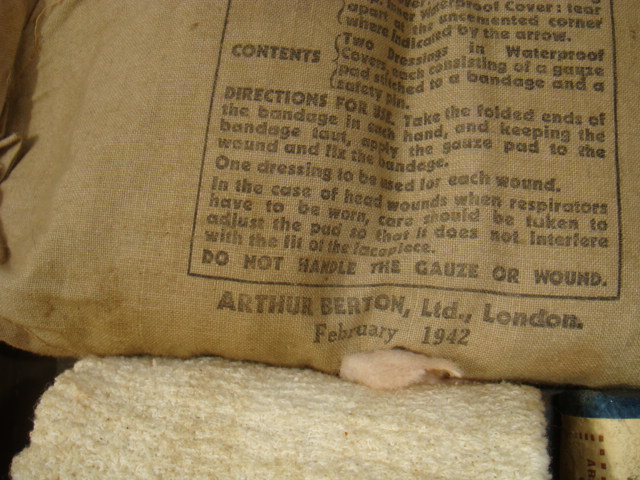 Inner Waterproof Cover: tear
apart at the uncemented corner
where indicated by the arrow.
CONTENTS {Two Dressings in Waterproof
Covers, each consisting of a gauze
pad stitched to a bandage and a
safety pin.
DIRECTIONS FOR USE. Take the folded ends of
the bandage in each hand, and keeping the
bandage taut, apply the gauze pad to the
wound and fix the bandage.
One dressing to be used for each wound.
In the case of head wounds when respirators
have to be worn, care should be taken to
adjust the pad so that it does not interfere
with the fit of the facepiece.
DO NOT HANDLE THE GAUZE OR WOUND.
ARTHUR BERTON, Ltd., London.
February 1942